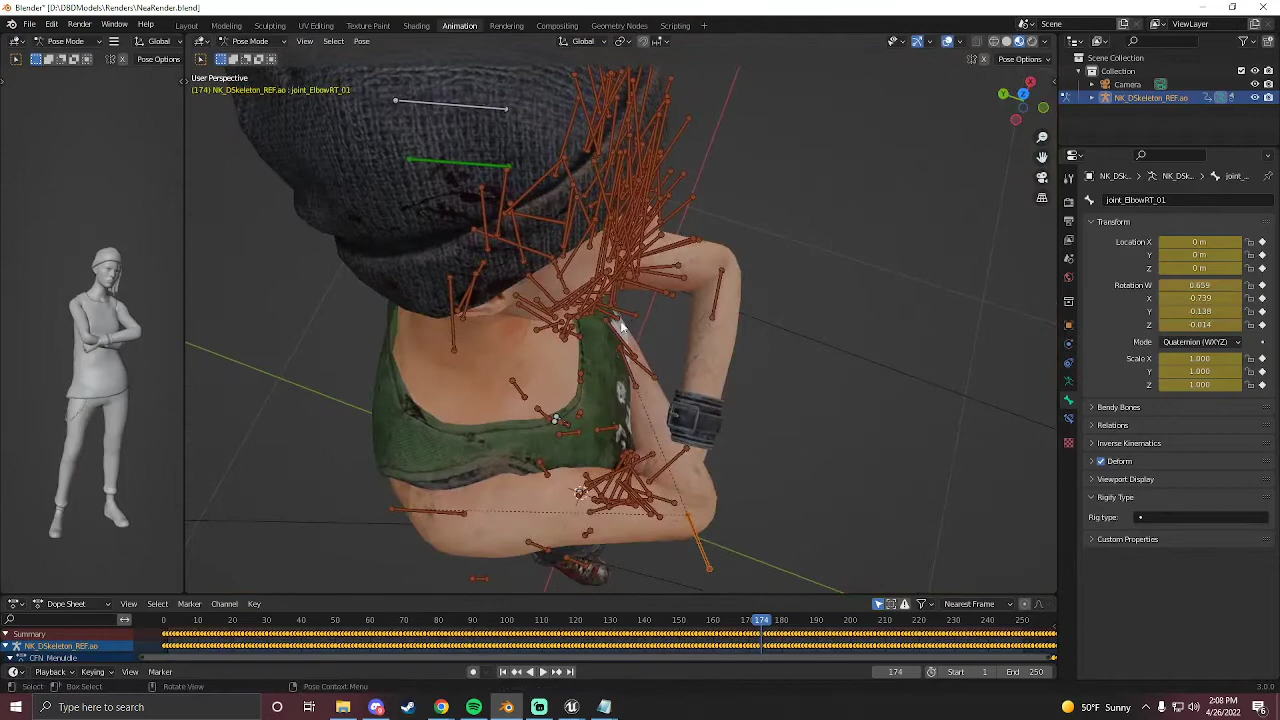 Blender* [D:\DBDModels\Renders\NeaRender.blend]
File Edit Render Window Help Layout Modeling Sculpting UV Editing Texture Paint Shading Animation Rendering Compositing Geometry Nodes Scripting + Scene ViewLayer
Pose Mode Pose Mode View Select Pose Global
Pose Options Pose Options
Scene Collection
User Perspective
(174) NK_DSkeleton_REF.ao : joint_ElbowRT_01
Collection
Camera
NK_DSkeleton_REF.ao
X Y Z
NK_DS... NK_DS... joint_...
joint_ElbowRT_01
Transform
Location X 0 m
Y 0 m
Z 0 m
Rotation W 0.659
X -0.739
Y -0.138
Z -0.014
Mode Quaternion (WXYZ)
Scale X 1.000
Y 1.000
Z 1.000
Bendy Bones
Relations
Inverse Kinematics
Deform
Viewport Display
Rigify Type
Rig type:
Custom Properties
Dope Sheet View Select Marker Channel Key Nearest Frame
0 10 20 30 40 50 60 70 80 90 100 110 120 130 140 150 160 174 180 190 200 210 220 230 240 250
Summary
NK_DSkeleton_REF.ao
CFN_MenuIdle
Playback Keying View Marker 174 Start 1 End 250
Select Box Select Rotate View Pose Context Menu 3.0.0
Type here to search
50°F Sunny
2:08 PM
4/26/2022